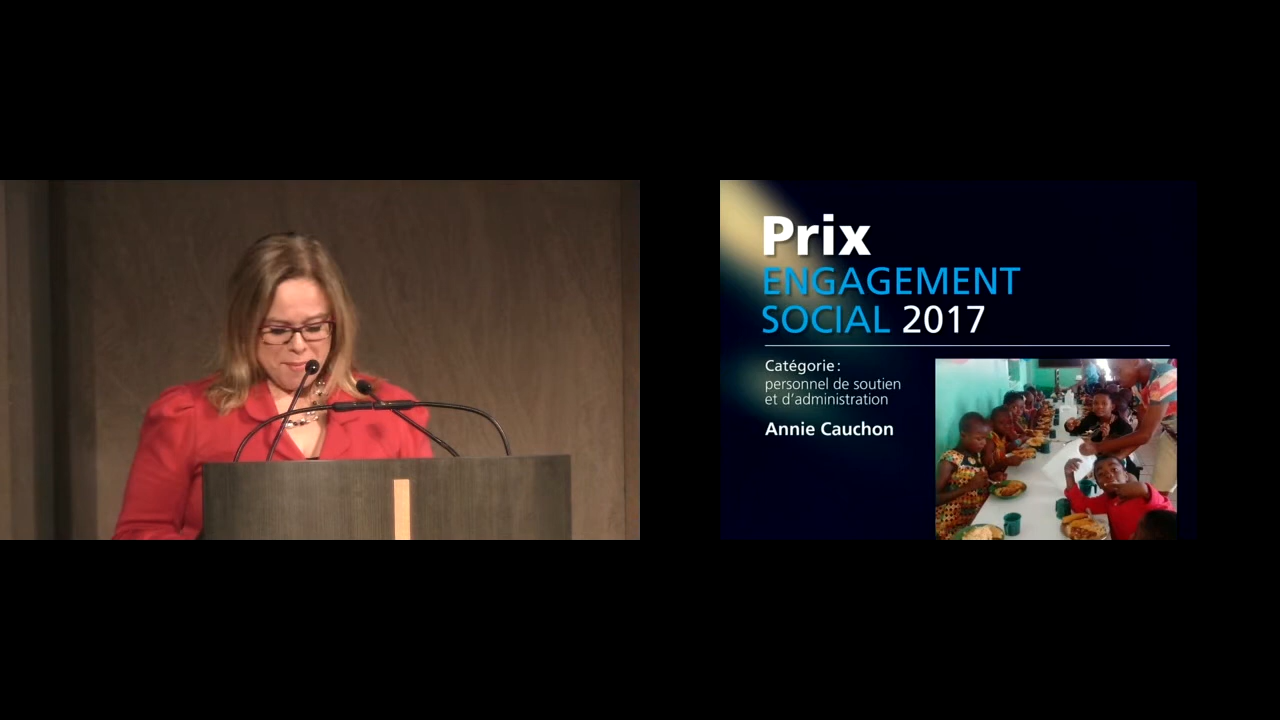 Prix
ENGAGEMENT
SOCIAL 2017
Catégorie :
personnel de soutien
et d'administration
Annie Cauchon